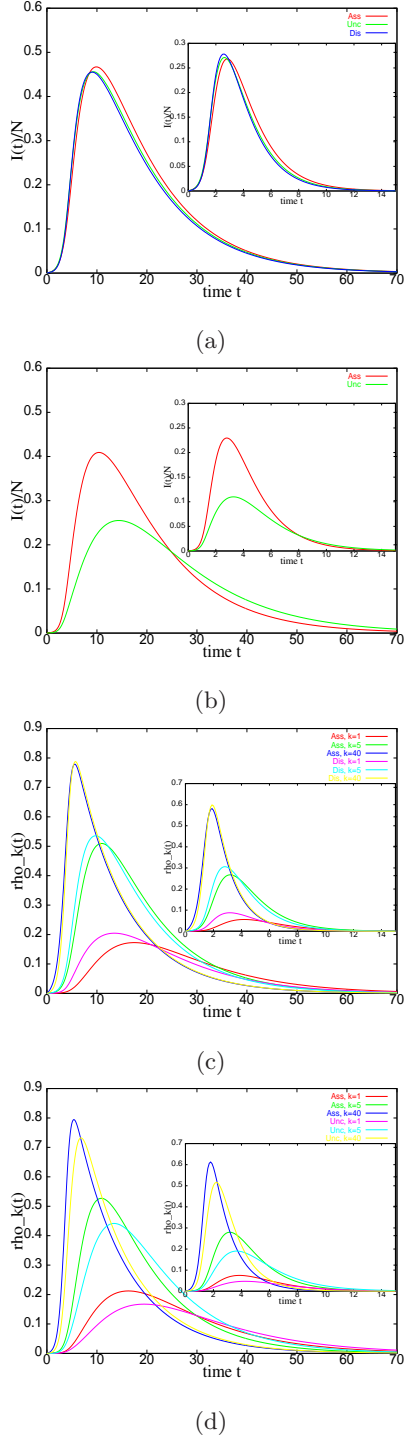 0.6
0.5
0.4
0.3
0.2
0.1
0
I(t)/N
0 10 20 30 40 50 60 70
time t
Ass
Unc
Dis
0.3
0.25
0.2
0.15
0.1
0.05
0
I(t)/N
0 2 4 6 8 10 12 14
time t
(a)
0.6
0.5
0.4
0.3
0.2
0.1
0
I(t)/N
0 10 20 30 40 50 60 70
time t
Ass
Unc
0.3
0.25
0.2
0.15
0.1
0.05
0
I(t)/N
0 2 4 6 8 10 12 14
time t
(b)
0.9
0.8
0.7
0.6
0.5
0.4
0.3
0.2
0.1
0
rho_k(t)
0 10 20 30 40 50 60 70
time t
Ass, k=1
Ass, k=5
Ass, k=40
Dis, k=1
Dis, k=5
Dis, k=40
0.7
0.6
0.5
0.4
0.3
0.2
0.1
0
rho_k(t)
0 2 4 6 8 10 12 14
time t
(c)
0.9
0.8
0.7
0.6
0.5
0.4
0.3
0.2
0.1
0
rho_k(t)
0 10 20 30 40 50 60 70
time t
Ass, k=1
Ass, k=5
Ass, k=40
Unc, k=1
Unc, k=5
Unc, k=40
0.7
0.6
0.5
0.4
0.3
0.2
0.1
0
rho_k(t)
0 2 4 6 8 10 12 14
time t
(d)